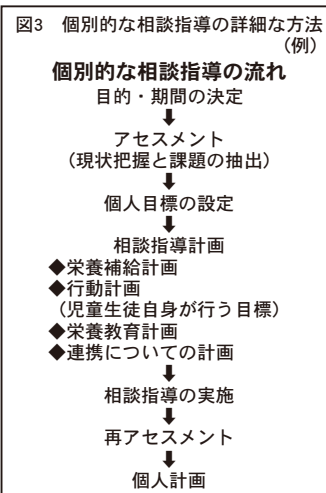 図3 個別的な相談指導の詳細な方法
(例)
個別的な相談指導の流れ
目的・期間の決定
⬇
アセスメント
(現状把握と課題の抽出)
⬇
個人目標の設定
⬇
相談指導計画
◆栄養補給計画
◆行動計画
(児童生徒自身が行う目標)
◆栄養教育計画
◆連携についての計画
⬇
相談指導の実施
⬇
再アセスメント
⬇
個人計画